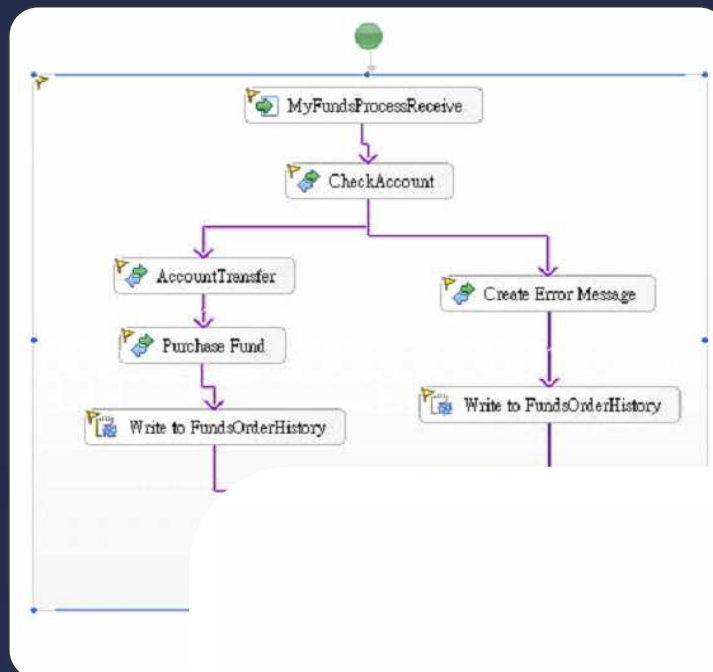 MyFundsProcessReceive
CheckAccount
AccountTransfer
Create Error Message
Purchase Fund
Write to FundsOrderHistory
Write to FundsOrderHistory